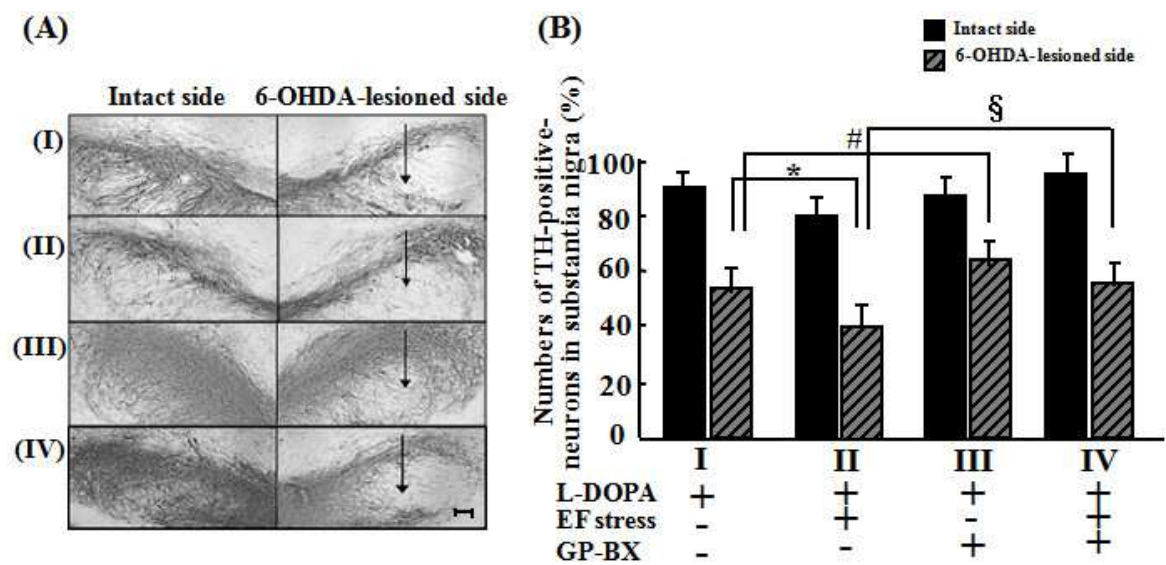 (A)
Intact side 6-OHDA-lesioned side
(I)
(II)
(III)
(IV)
(B)
Intact side
6-OHDA-lesioned side
Numbers of TH-positive-
neurons in substantia nigra (%)
100
80
60
40
20
0
*
#
§
I II III IV
L-DOPA + + + +
EF stress - + - +
GP-BX - - + +